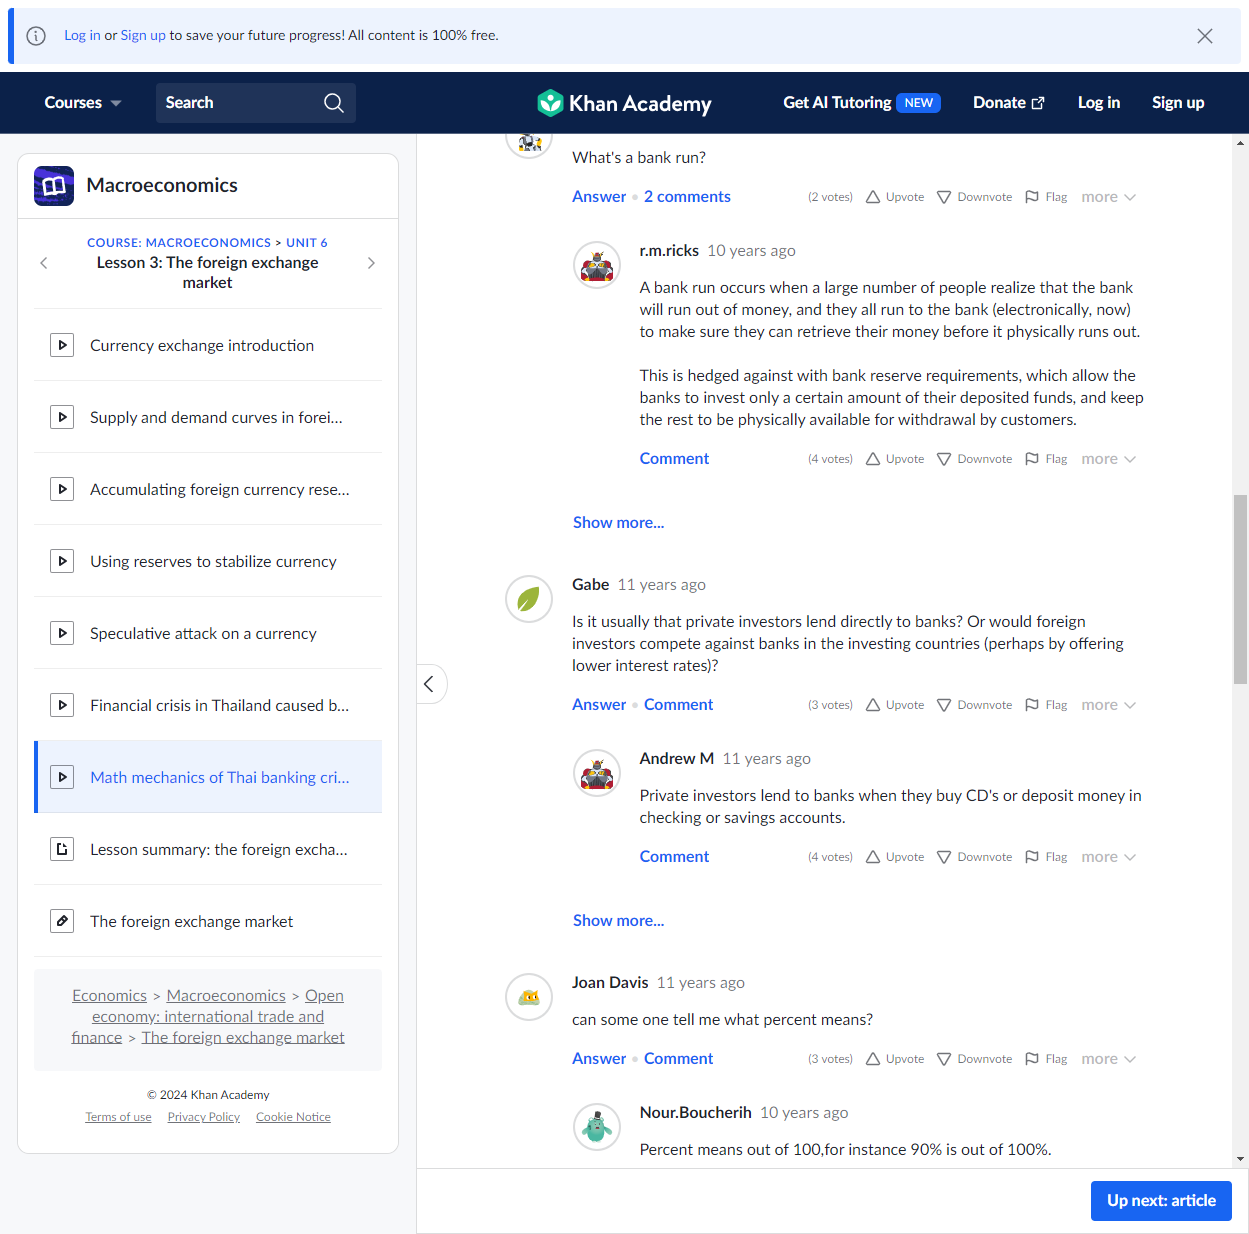 Log in or Sign up to save your future progress! All content is 100% free.
Courses
Search
Khan Academy
Get AI Tutoring NEW
Donate
Log in
Sign up
Macroeconomics
COURSE: MACROECONOMICS > UNIT 6
Lesson 3: The foreign exchange
market
Currency exchange introduction
Supply and demand curves in forei...
Accumulating foreign currency rese...
Using reserves to stabilize currency
Speculative attack on a currency
Financial crisis in Thailand caused b...
Math mechanics of Thai banking cri...
Lesson summary: the foreign excha...
The foreign exchange market
Economics > Macroeconomics > Open
economy: international trade and
finance > The foreign exchange market
© 2024 Khan Academy
Terms of use Privacy Policy Cookie Notice
What's a bank run?
Answer • 2 comments (2 votes) Upvote Downvote Flag more
r.m.ricks 10 years ago
A bank run occurs when a large number of people realize that the bank
will run out of money, and they all run to the bank (electronically, now)
to make sure they can retrieve their money before it physically runs out.
This is hedged against with bank reserve requirements, which allow the
banks to invest only a certain amount of their deposited funds, and keep
the rest to be physically available for withdrawal by customers.
Comment (4 votes) Upvote Downvote Flag more
Show more...
Gabe 11 years ago
Is it usually that private investors lend directly to banks? Or would foreign
investors compete against banks in the investing countries (perhaps by offering
lower interest rates)?
Answer • Comment (3 votes) Upvote Downvote Flag more
Andrew M 11 years ago
Private investors lend to banks when they buy CD's or deposit money in
checking or savings accounts.
Comment (4 votes) Upvote Downvote Flag more
Show more...
Joan Davis 11 years ago
can some one tell me what percent means?
Answer • Comment (3 votes) Upvote Downvote Flag more
Nour.Boucherih 10 years ago
Percent means out of 100,for instance 90% is out of 100%.
Up next: article